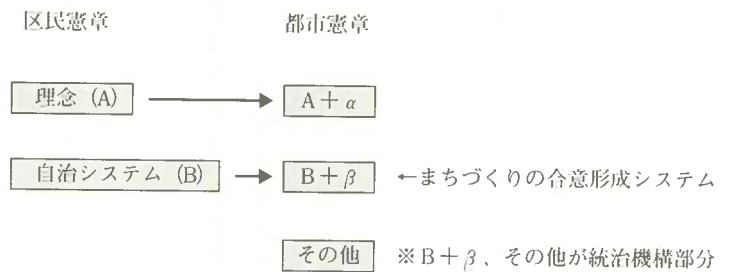 区民憲章 都市憲章
理念 (A) → A+α
自治システム (B) → B+β ←まちづくりの合意形成システム
その他 ※B+β、その他が統治機構部分